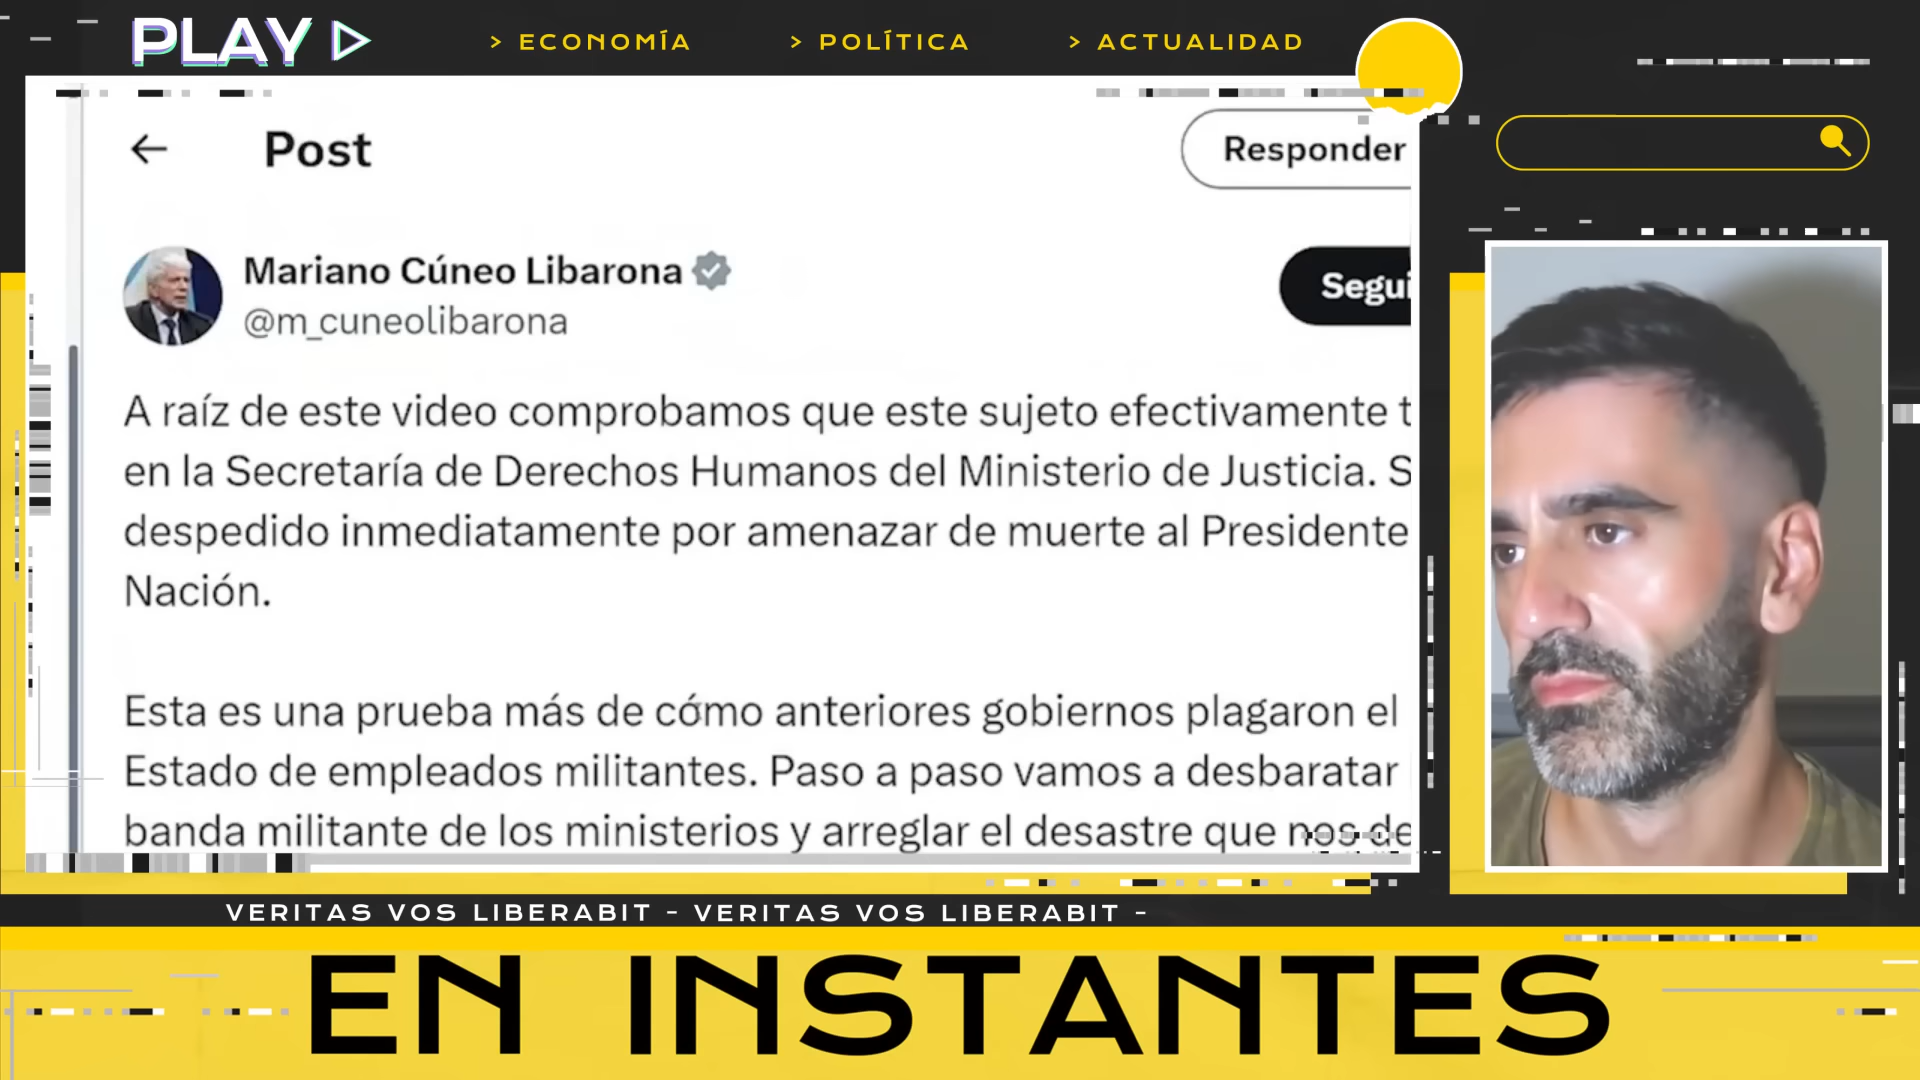 PLAY
> ECONOMÍA > POLÍTICA > ACTUALIDAD
Post
Responder
Mariano Cúneo Libarona
@m_cuneolibarona
Segui
A raíz de este video comprobamos que este sujeto efectivamente t
en la Secretaría de Derechos Humanos del Ministerio de Justicia. S
despedido inmediatamente por amenazar de muerte al Presidente
Nación.
Esta es una prueba más de cómo anteriores gobiernos plagaron el
Estado de empleados militantes. Paso a paso vamos a desbaratar
banda militante de los ministerios y arreglar el desastre que nos de
VERITAS VOS LIBERABIT - VERITAS VOS LIBERABIT -
EN INSTANTES